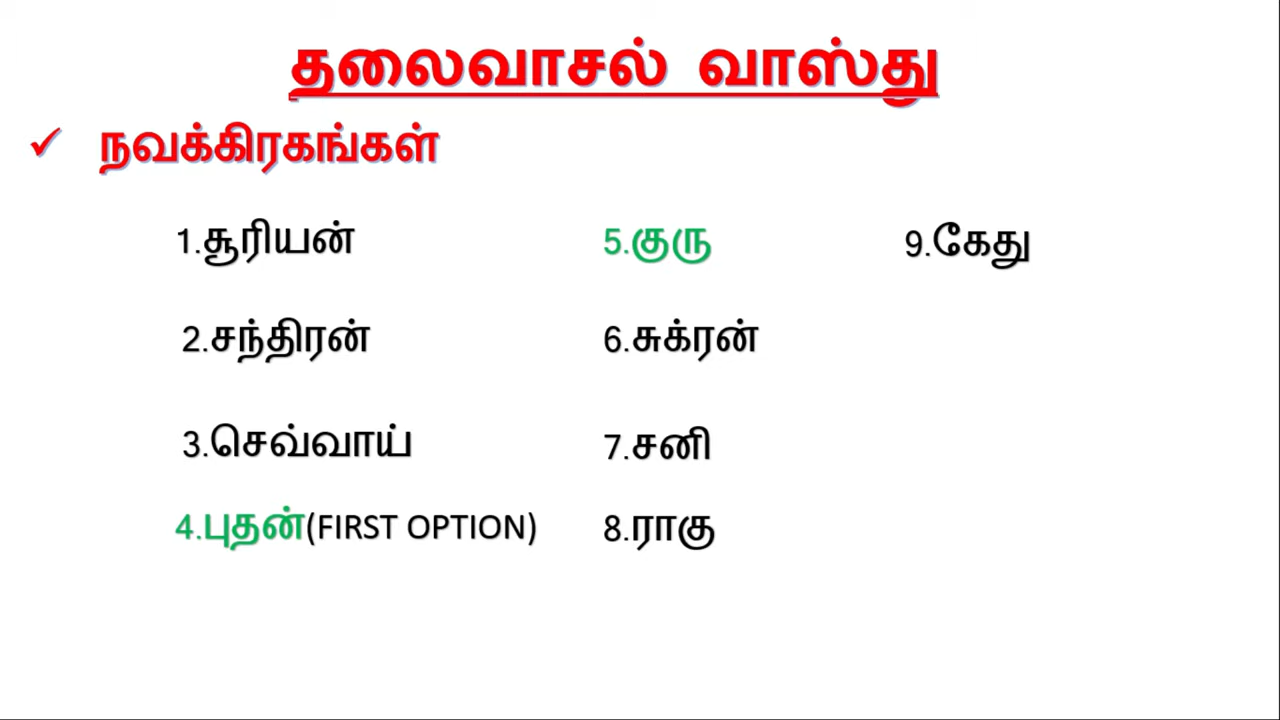 தலைவாசல் வாஸ்து
✓ நவக்கிரகங்கள்
1.சூரியன்
2.சந்திரன்
3.செவ்வாய்
4.புதன்(FIRST OPTION)
5.குரு
6.சுக்ரன்
7.சனி
8.ராகு
9.கேது